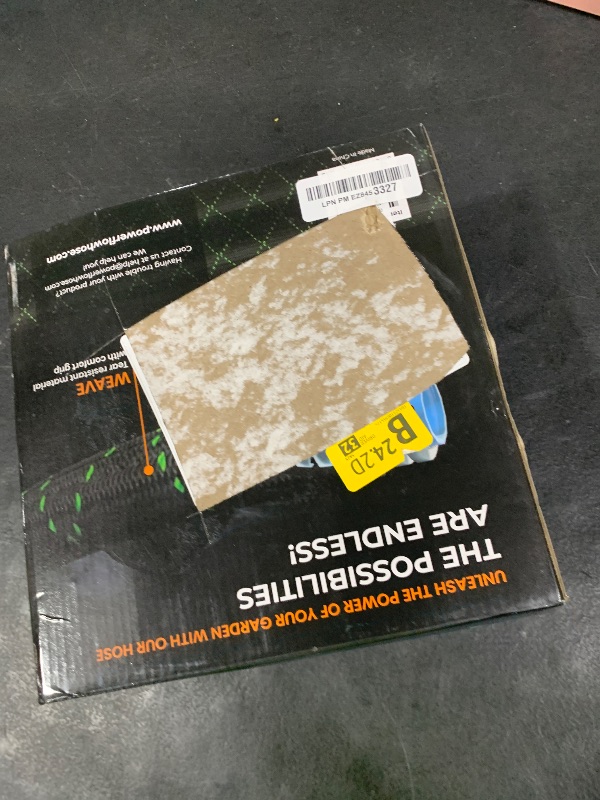 UNLEASH THE POWER OF YOUR GARDEN WITH OUR HOSE
THE POSSIBILITIES
ARE ENDLESS!
B
24.2D
32
WEAVE
Tear resistant material
with comfort grip
Having trouble with your product?
Contact us at help@powerflowhose.com
We can help you!
www.powerflowhose.com
LPN PM BZ845 3327
Made in China